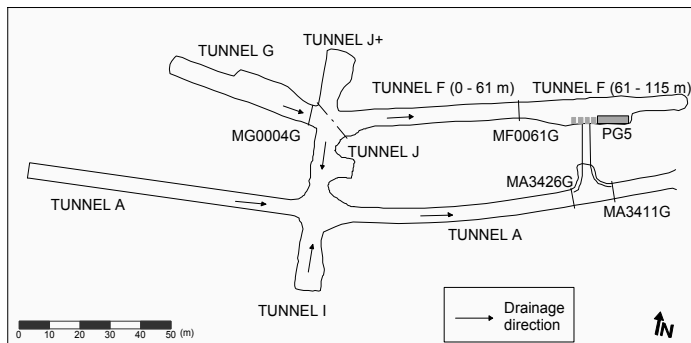 TUNNEL J+
TUNNEL G
TUNNEL F (0 - 61 m)
TUNNEL F (61 - 115 m)
MG0004G
MF0061G
PG5
TUNNEL J
MA3426G
MA3411G
TUNNEL A
TUNNEL A
TUNNEL I
Drainage
direction
0 10 20 30 40 50 (m)
N